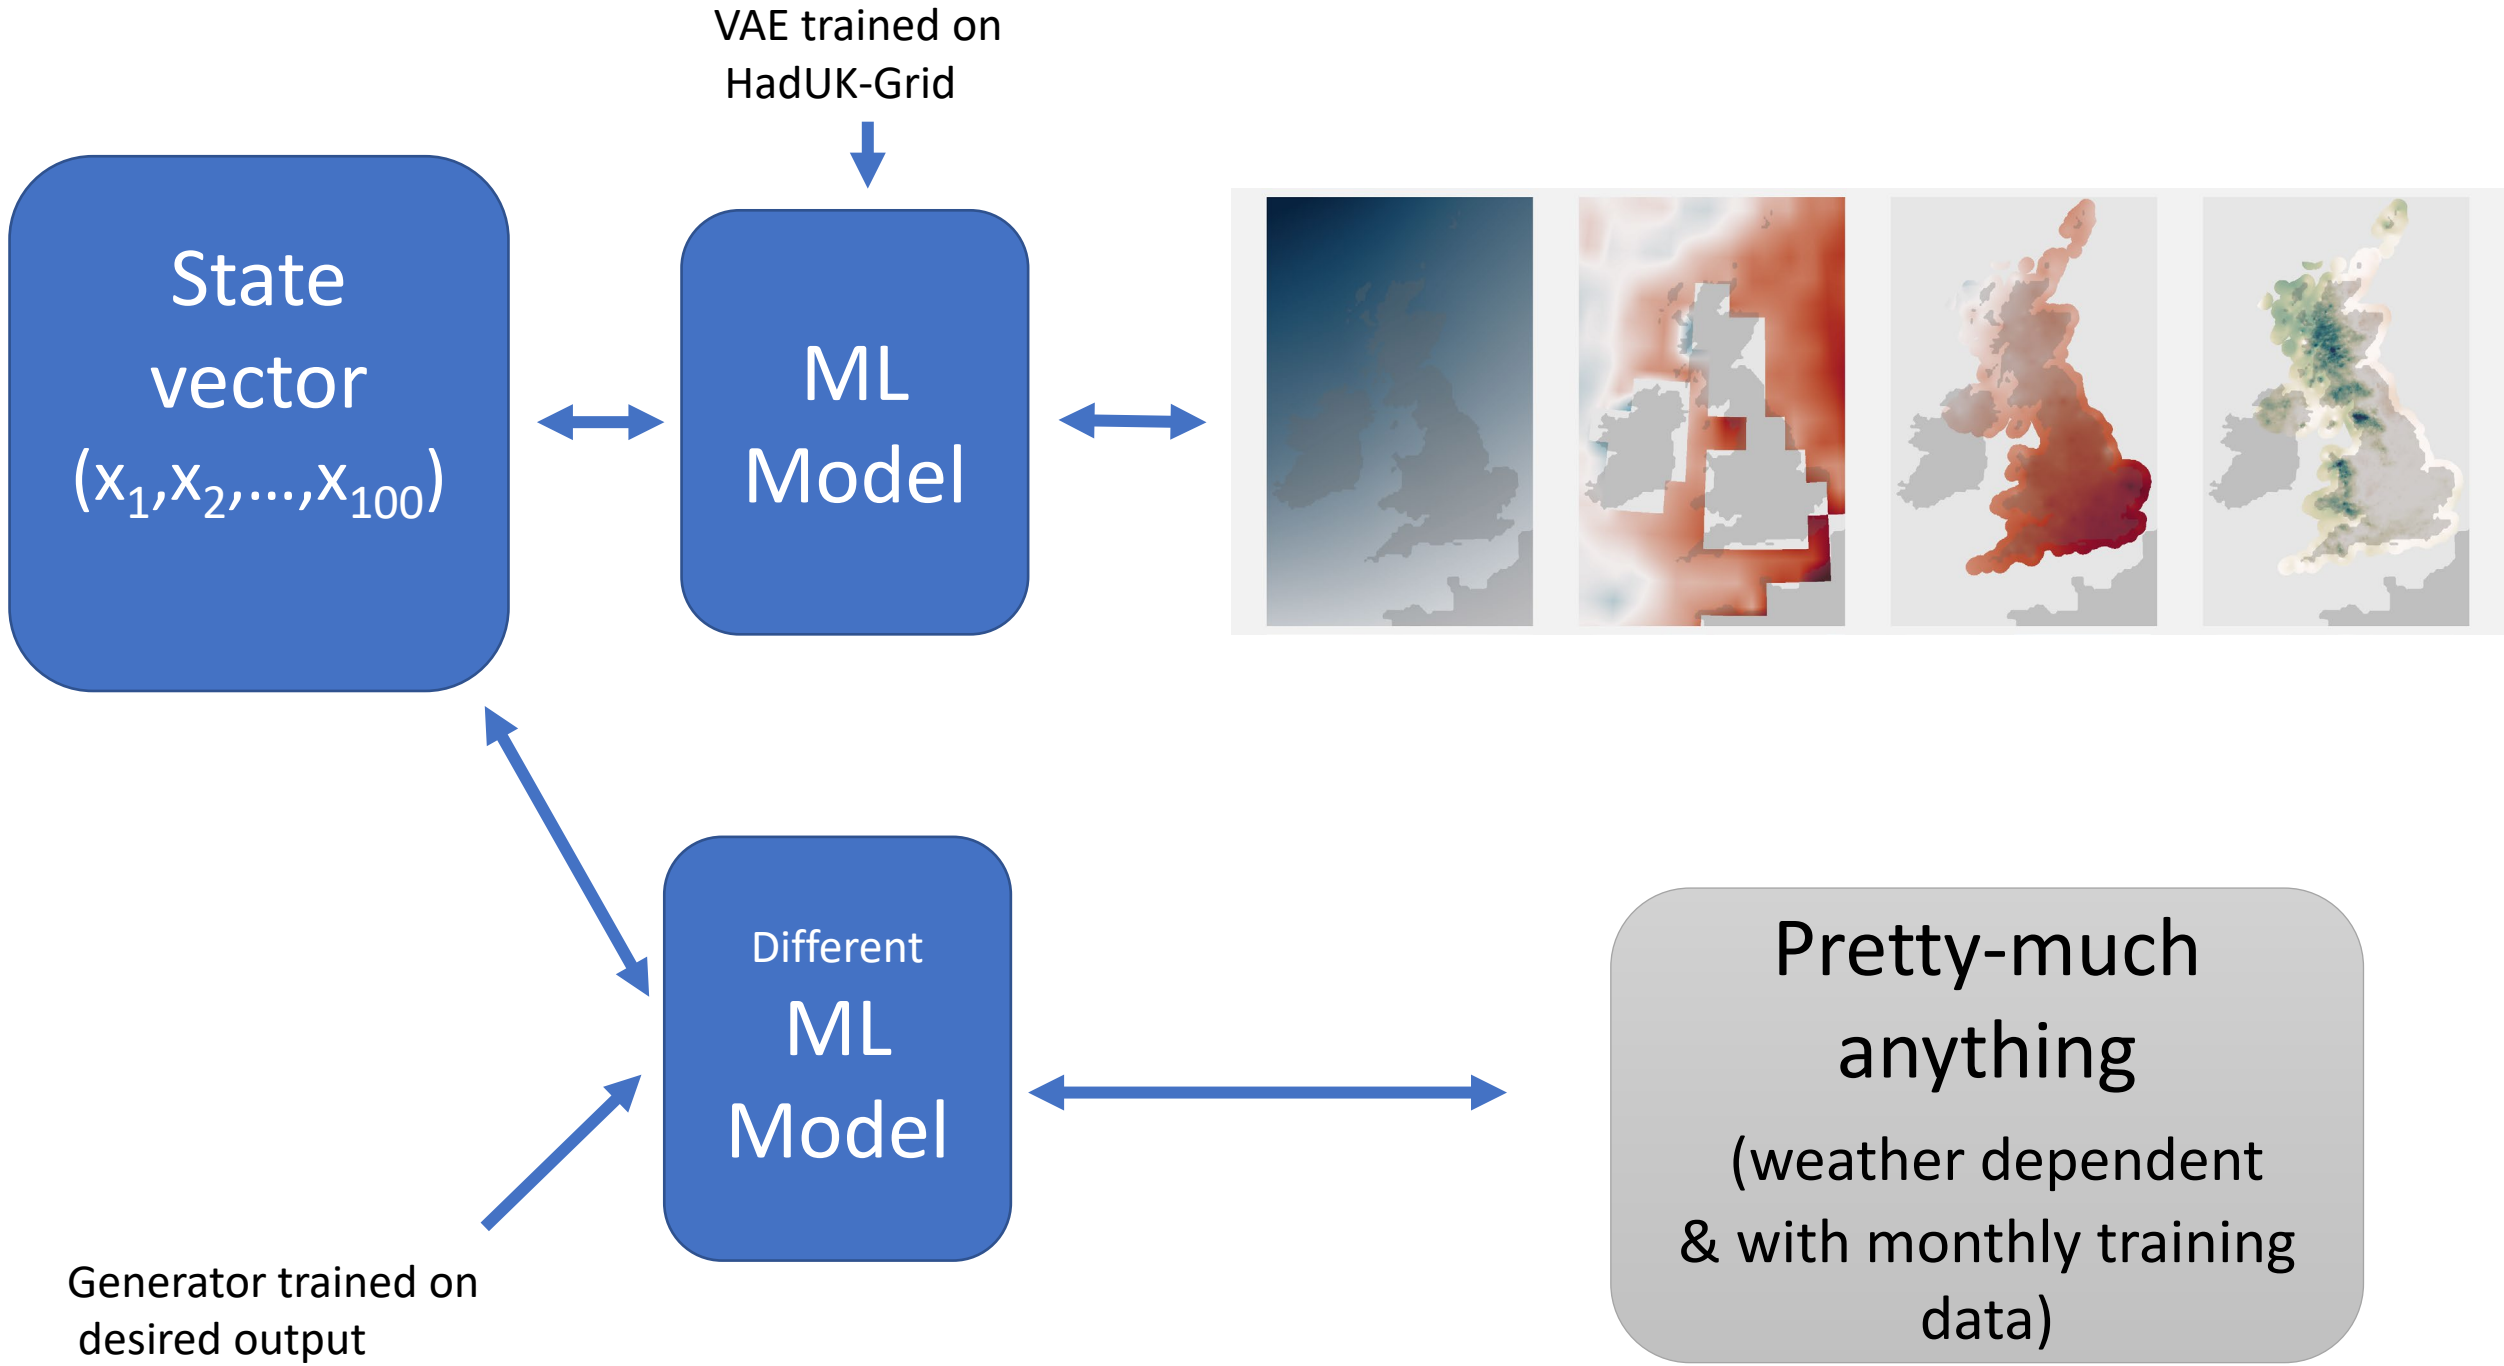 VAE trained on
HadUK-Grid
State
vector
(x₁,x₂,…,x₁₀₀)
ML
Model
Different
ML
Model
Generator trained on
desired output
Pretty-much
anything
(weather dependent
& with monthly training
data)